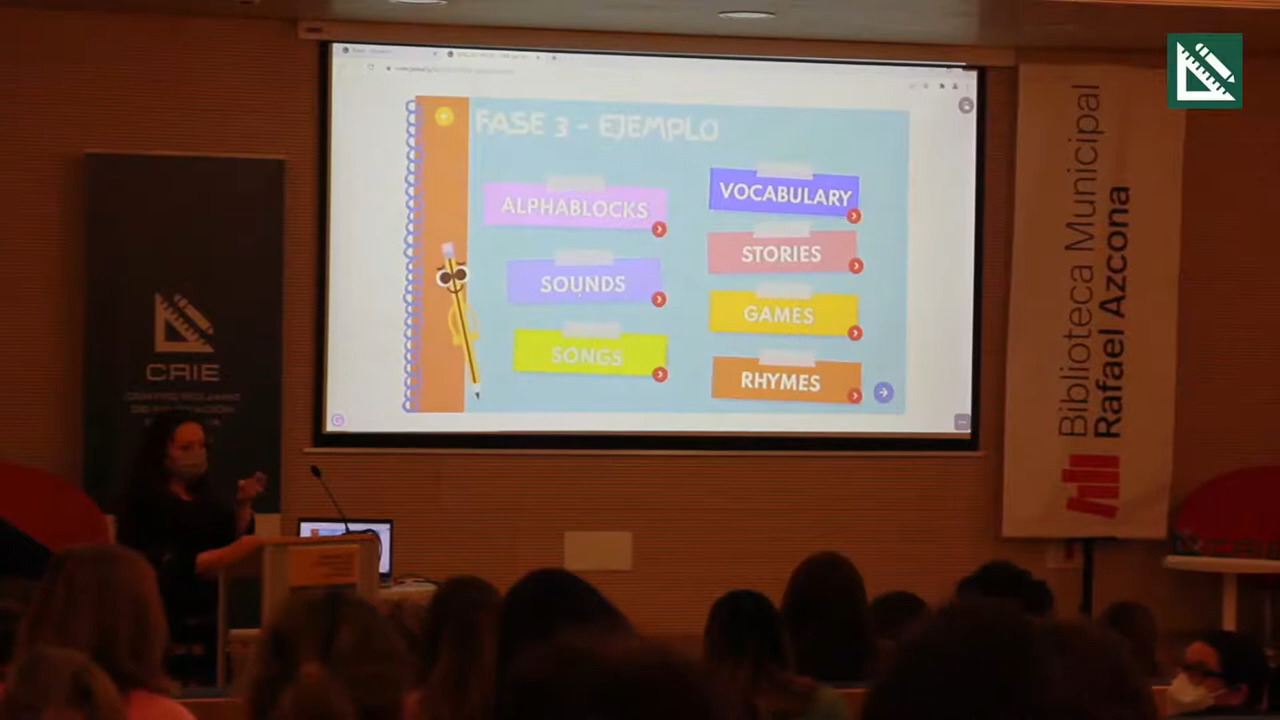 FASE 3 - EJEMPLO
ALPHABLOCKS
SOUNDS
SONGS
VOCABULARY
STORIES
GAMES
RHYMES
CRIE
Biblioteca Municipal
Rafael Azcona